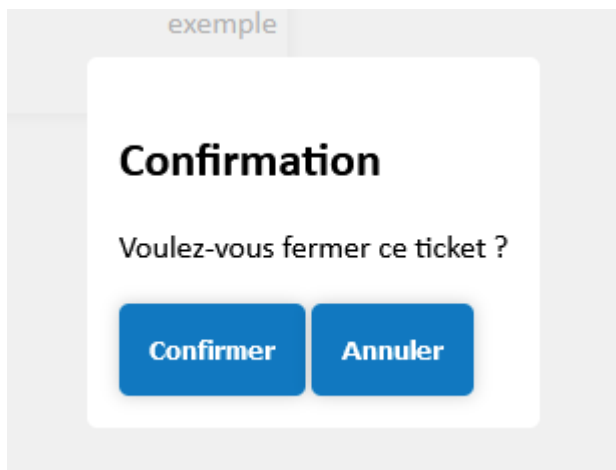 exemple
Confirmation
Voulez-vous fermer ce ticket ?
Confirmer Annuler